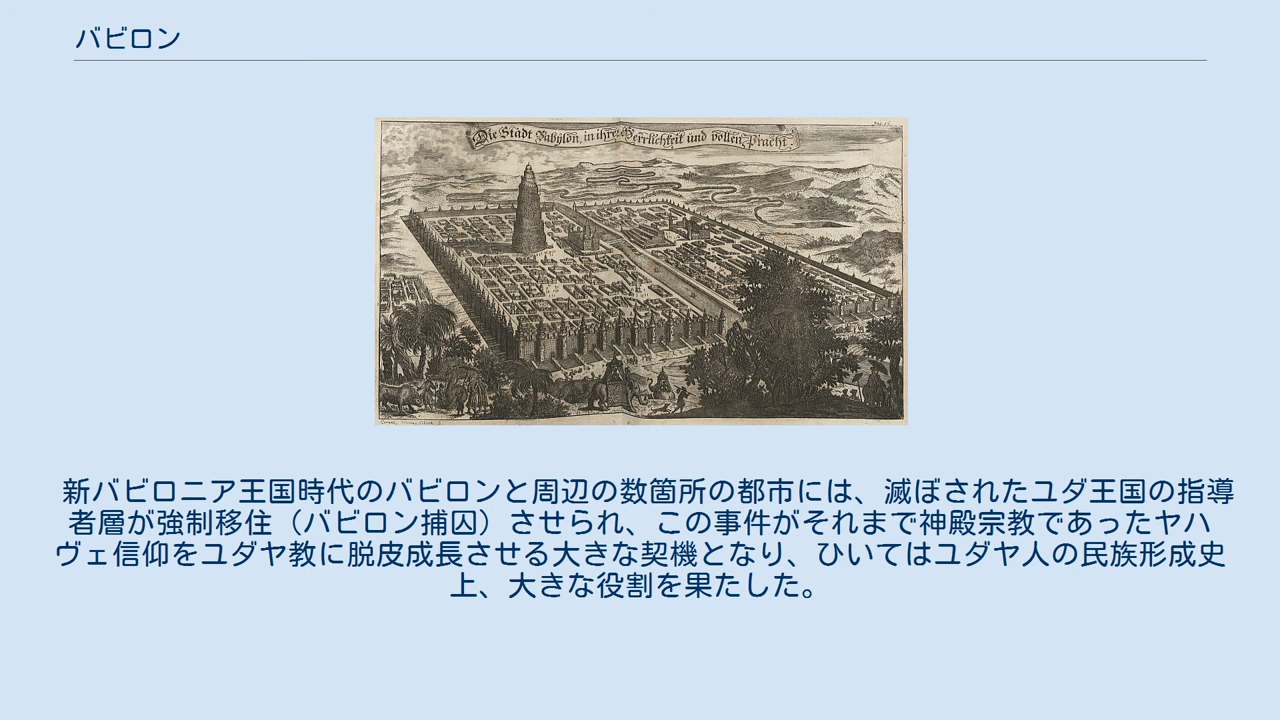 バビロン
Die Stadt Babylon, in ihrer Herrlichkeit und vollen Pracht.
新バビロニア王国時代のバビロンと周辺の数箇所の都市には、滅ぼされたユダ王国の指導
者層が強制移住（バビロン捕囚）させられ、この事件がそれまで神殿宗教であったヤハ
ヴェ信仰をユダヤ教に脱皮成長させる大きな契機となり、ひいてはユダヤ人の民族形成史
上、大きな役割を果たした。